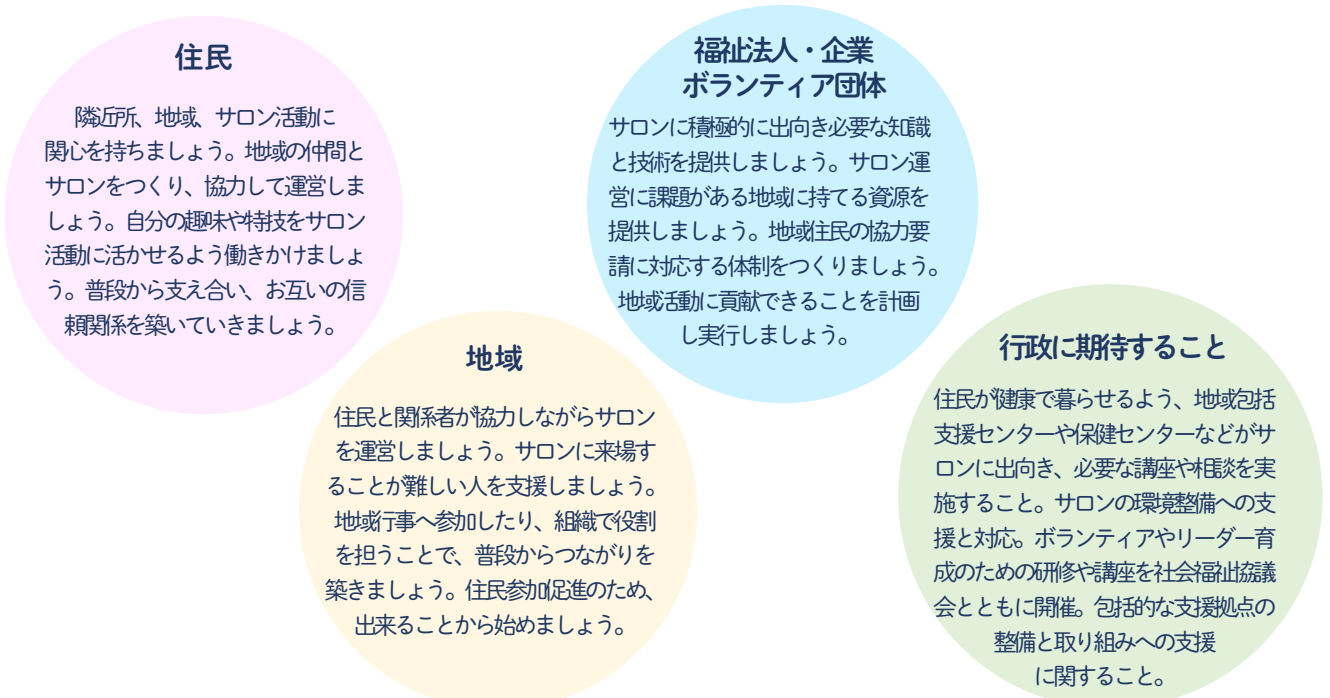 住民
隣近所、地域、サロン活動に
関心を持ちましょう。地域の仲間と
サロンをつくり、協力して運営しま
しょう。自分の趣味や特技をサロン
活動に活かせるよう働きかけましょ
う。普段から支え合い、お互いの信
頼関係を築いていきましょう。
地域
住民と関係者が協力しながらサロン
を運営しましょう。サロンに来場す
ることが難しい人を支援しましょう。
地域行事へ参加したり、組織で役割
を担うことで、普段からつながりを
築きましょう。住民参加促進のため、
出来ることから始めましょう。
福祉法人・企業
ボランティア団体
サロンに積極的に出向き必要な知識
と技術を提供しましょう。サロン運
営に課題がある地域に持てる資源を
提供しましょう。地域住民の協力要
請に対応する体制をつくりましょう。
地域活動に貢献できることを計画
し実行しましょう。
行政に期待すること
住民が健康で暮らせるよう、地域包括
支援センターや保健センターなどがサ
ロンに出向き、必要な講座や相談を実
施すること。サロンの環境整備への支
援と対応。ボランティアやリーダー育
成のための研修や講座を社会福祉協議
会とともに開催。包括的な支援拠点の
整備と取り組みへの支援
に関すること。